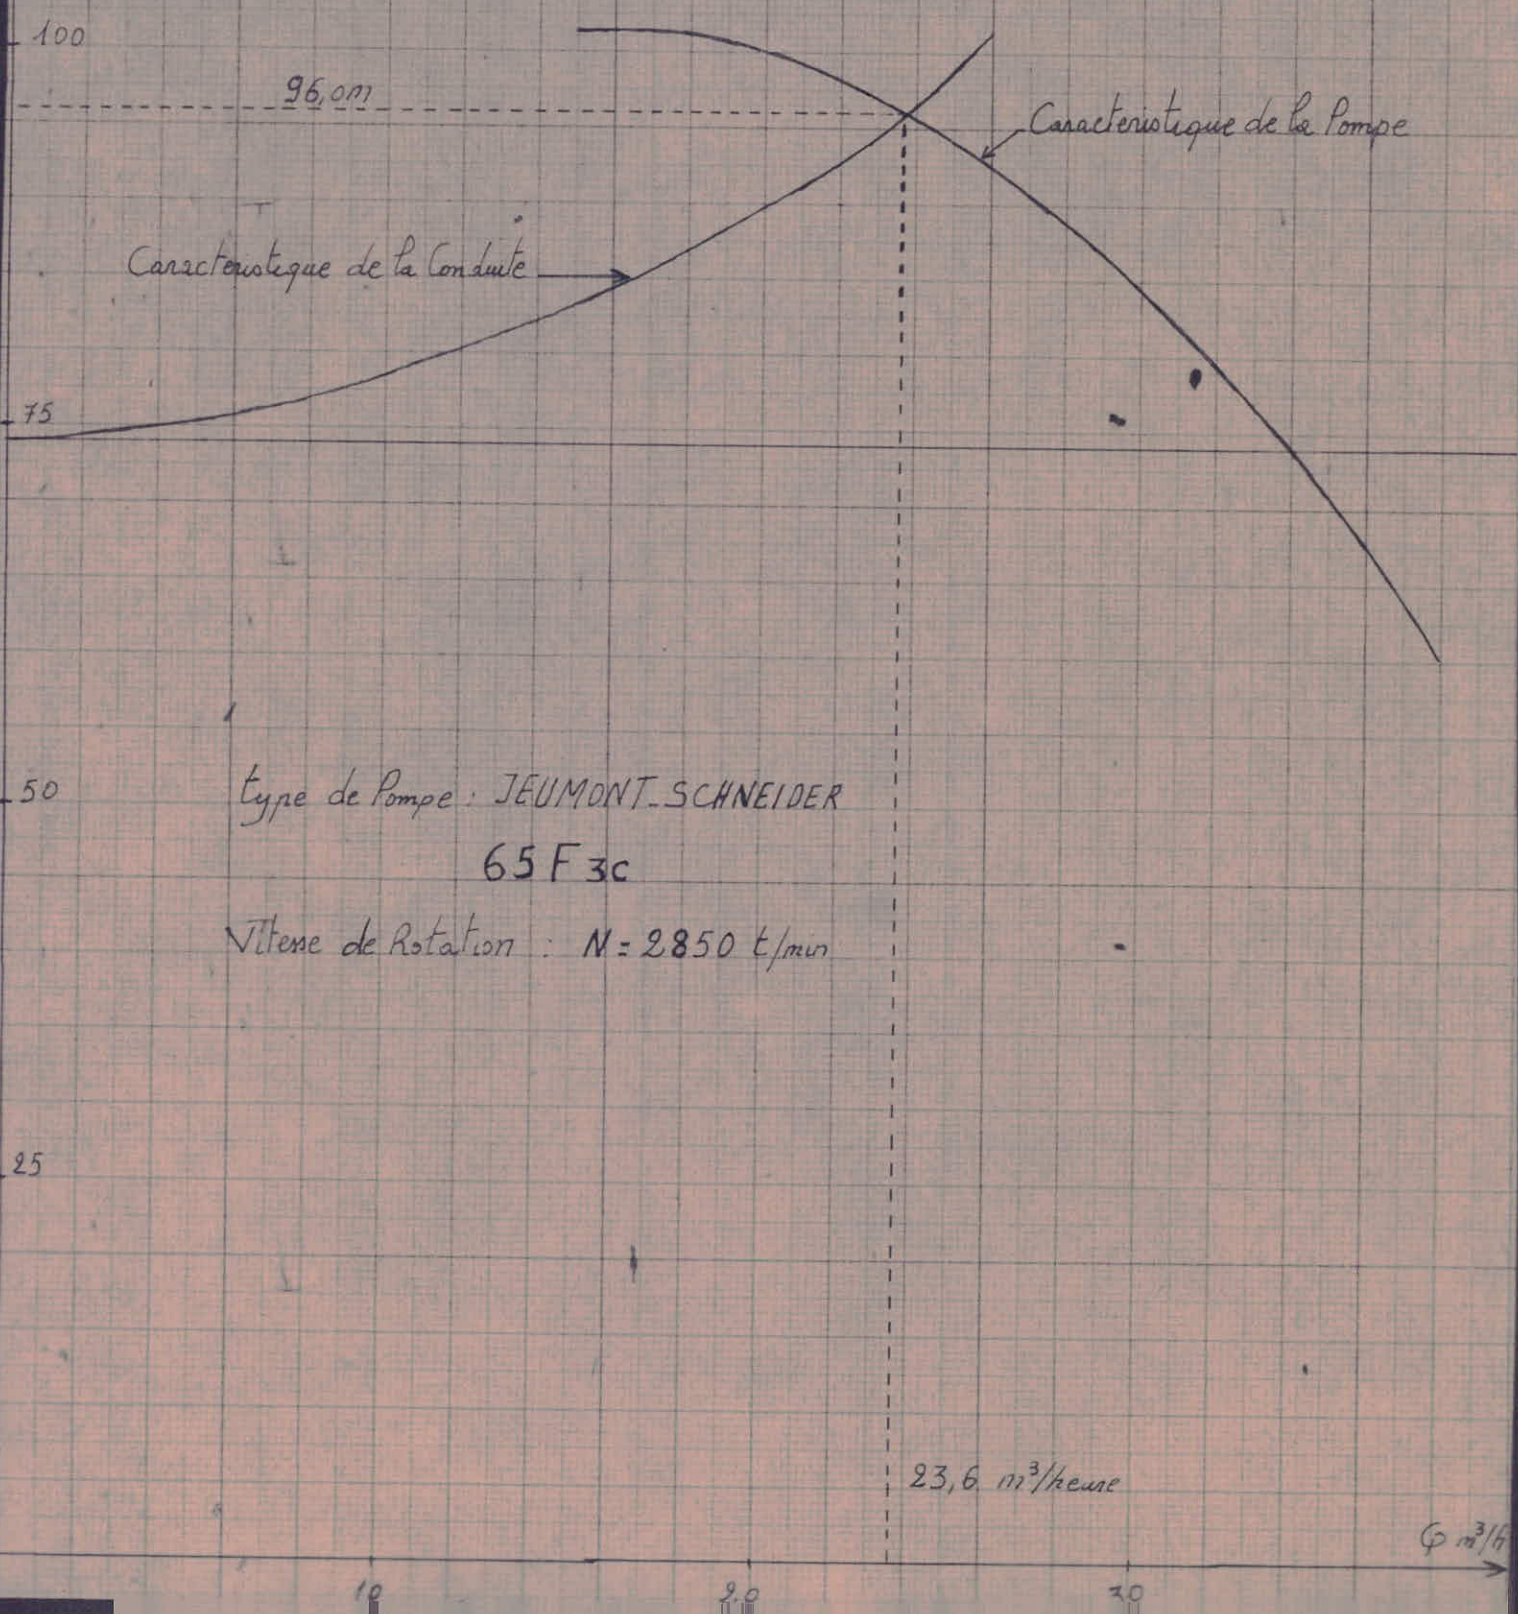 100
96,0m
Caracteristique de la Pompe
Caracteristique de la Conduite
75
50
type de Pompe : JEUMONT-SCHNEIDER
65 F 3c
Vitesse de Rotation : N = 2850 t/min
25
23,6 m³/heure
Q m³/h
10
20
30